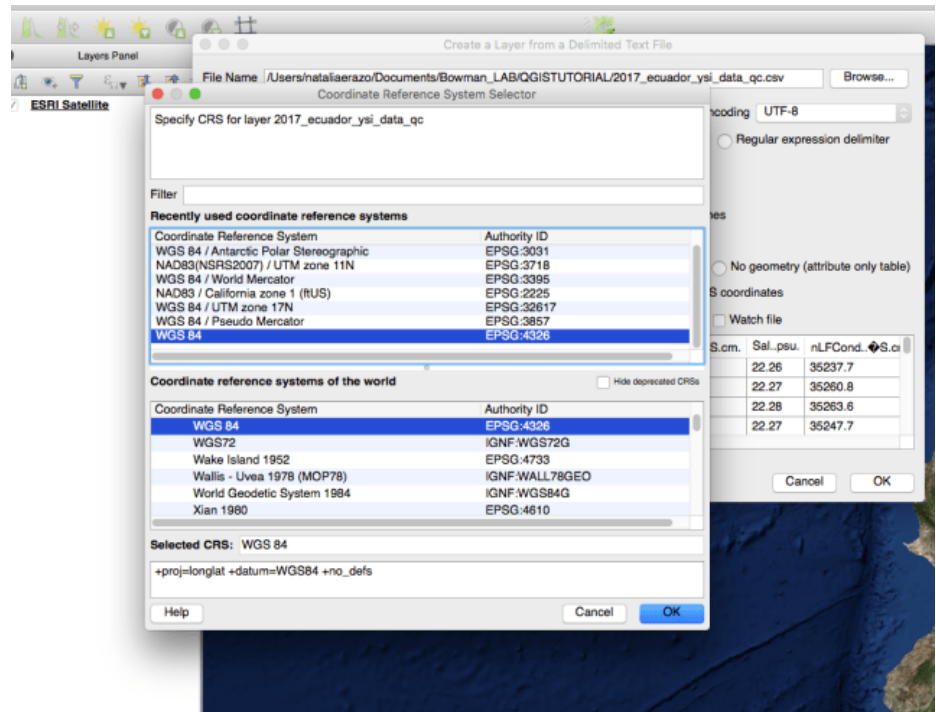 Layers Panel
ESRI Satellite
Create a Layer from a Delimited Text File
File Name /Users/nataliaerazo/Documents/Bowman_LAB/QGISTUTORIAL/2017_ecuador_ysi_data_qc.csv Browse...
ncoding UTF-8
Regular expression delimiter
nes
No geometry (attribute only table)
S coordinates
Watch file
S.cm. Sal..psu. nLFCond..�S.c
22.26 35237.7
22.27 35260.8
22.28 35263.6
22.27 35247.7
Cancel OK
Coordinate Reference System Selector
Specify CRS for layer 2017_ecuador_ysi_data_qc
Filter
Recently used coordinate reference systems
Coordinate Reference System Authority ID
WGS 84 / Antarctic Polar Stereographic EPSG:3031
NAD83(NSRS2007) / UTM zone 11N EPSG:3718
WGS 84 / World Mercator EPSG:3395
NAD83 / California zone 1 (ftUS) EPSG:2225
WGS 84 / UTM zone 17N EPSG:32617
WGS 84 / Pseudo Mercator EPSG:3857
WGS 84 EPSG:4326
Coordinate reference systems of the world Hide deprecated CRSs
Coordinate Reference System Authority ID
WGS 84 EPSG:4326
WGS72 IGNF:WGS72G
Wake Island 1952 EPSG:4733
Wallis - Uvea 1978 (MOP78) IGNF:WALL78GEO
World Geodetic System 1984 IGNF:WGS84G
Xian 1980 EPSG:4610
Selected CRS: WGS 84
+proj=longlat +datum=WGS84 +no_defs
Help Cancel OK